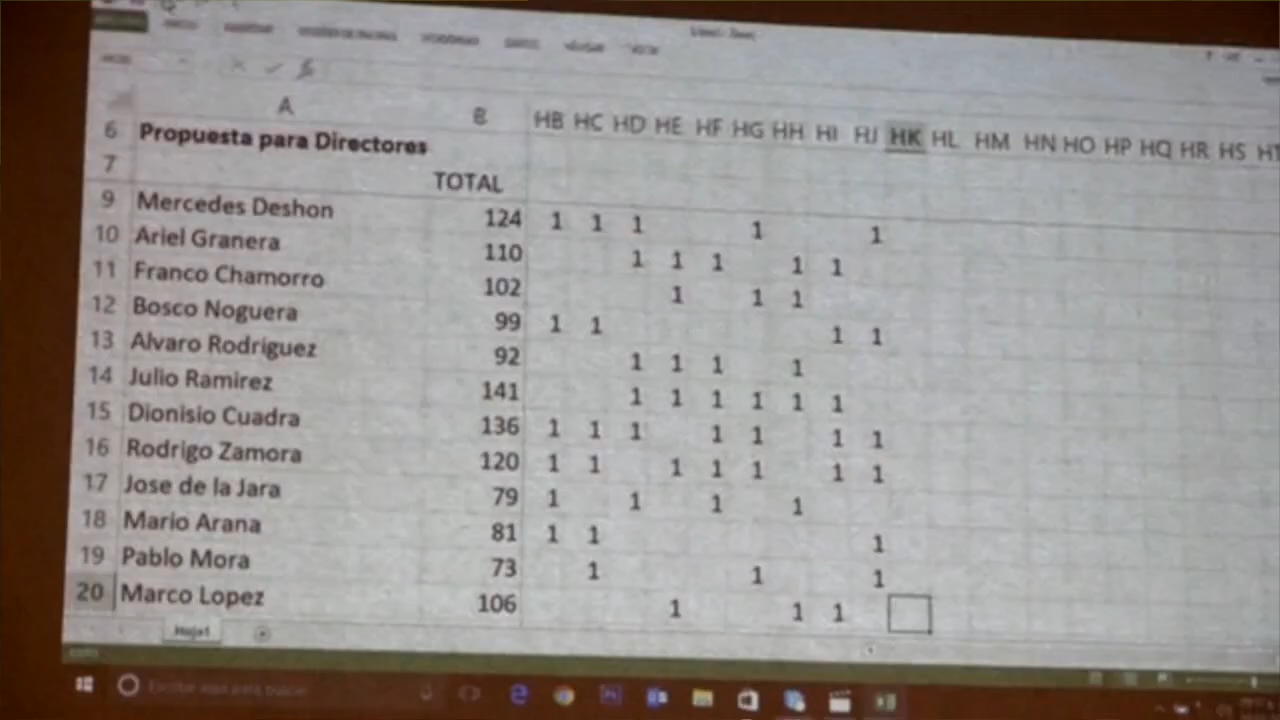 A B HB HC HD HE HF HG HH HI HJ HK HL HM HN HO HP HQ HR HS HT
6 Propuesta para Directores
7 TOTAL
9 Mercedes Deshon 124 1 1 1 1 1
10 Ariel Granera 110 1 1 1 1 1
11 Franco Chamorro 102 1 1 1
12 Bosco Noguera 99 1 1 1 1
13 Alvaro Rodriguez 92 1 1 1 1
14 Julio Ramirez 141 1 1 1 1 1 1
15 Dionisio Cuadra 136 1 1 1 1 1 1 1
16 Rodrigo Zamora 120 1 1 1 1 1 1 1
17 Jose de la Jara 79 1 1 1 1
18 Mario Arana 81 1 1 1
19 Pablo Mora 73 1 1 1
20 Marco Lopez 106 1 1 1
Hoja1
Escribe aquí para buscar